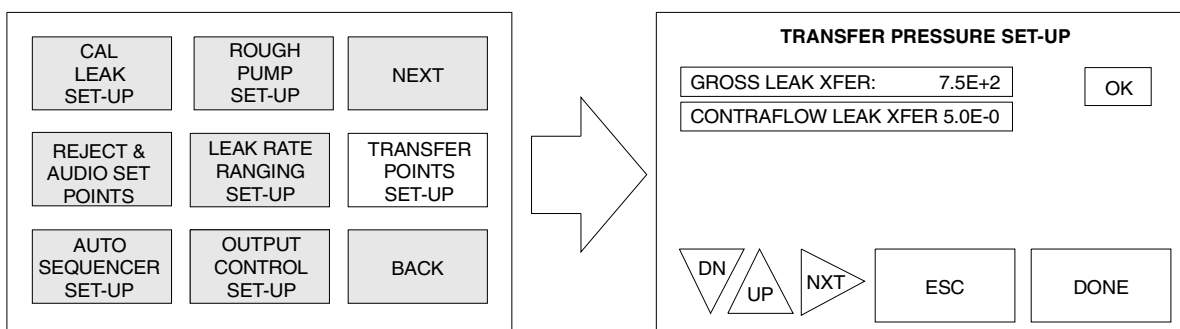 CAL
LEAK
SET-UP
ROUGH
PUMP
SET-UP
NEXT
REJECT &
AUDIO SET
POINTS
LEAK RATE
RANGING
SET-UP
TRANSFER
POINTS
SET-UP
AUTO
SEQUENCER
SET-UP
OUTPUT
CONTROL
SET-UP
BACK
TRANSFER PRESSURE SET-UP
GROSS LEAK XFER: 7.5E+2
OK
CONTRAFLOW LEAK XFER 5.0E-0
DN
UP
NXT
ESC
DONE